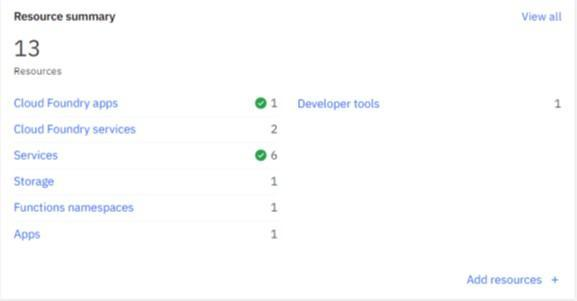 Resource summary View all
13
Resources
Cloud Foundry apps 1 Developer tools 1
Cloud Foundry services 2
Services 6
Storage 1
Functions namespaces 1
Apps 1
Add resources +